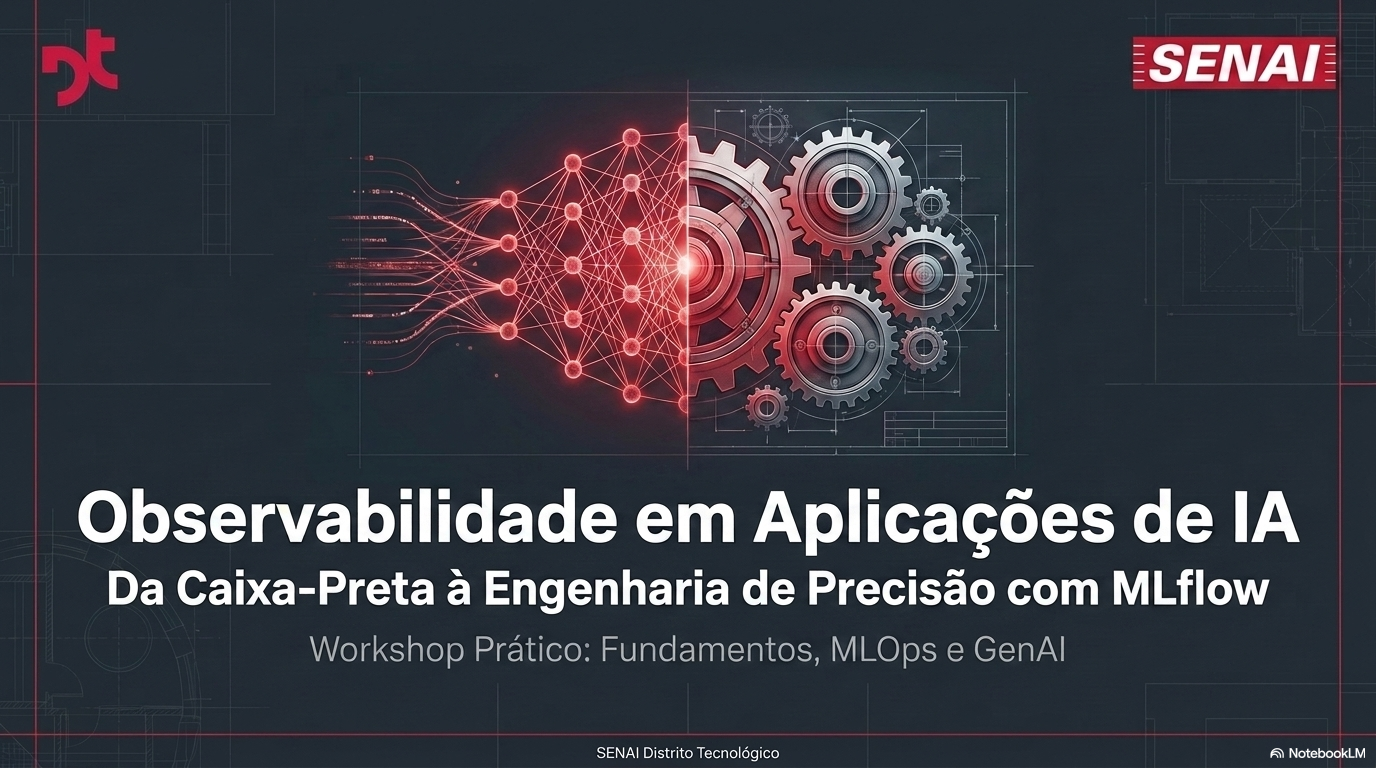 SENAI
Observabilidade em Aplicações de IA
Da Caixa-Preta à Engenharia de Precisão com MLflow
Workshop Prático: Fundamentos, MLOps e GenAI
SENAI Distrito Tecnológico
NotebookLM